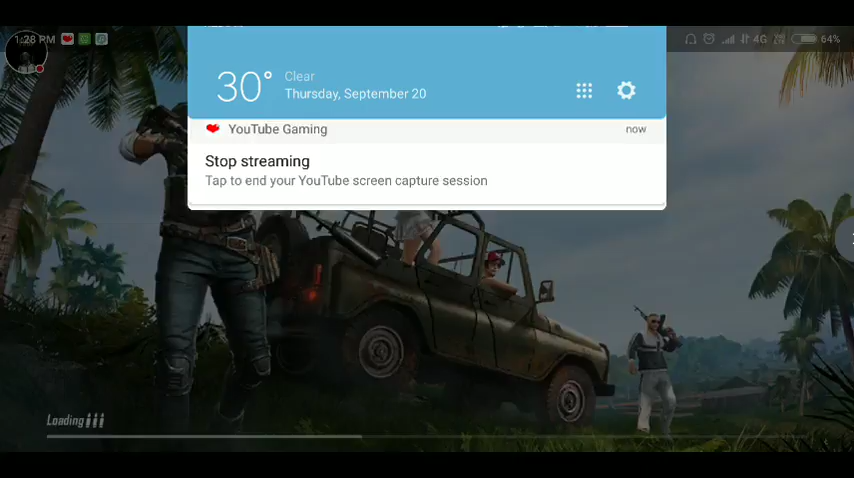 1:28 PM
4G
64%
30°
Clear
Thursday, September 20
YouTube Gaming
now
Stop streaming
Tap to end your YouTube screen capture session
Loading